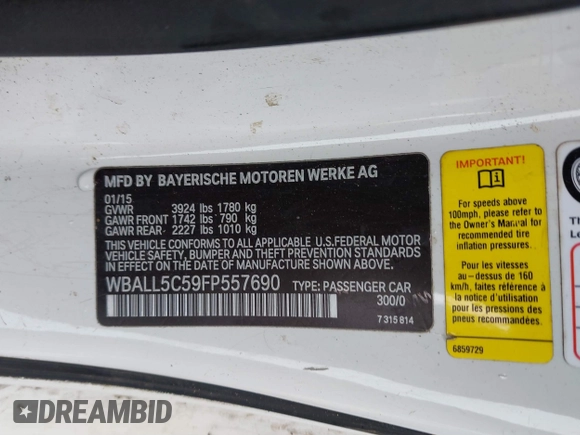 MFD BY BAYERISCHE MOTOREN WERKE AG
01/15
GVWR 3924 lbs 1780 kg
GAWR FRONT 1742 lbs 790 kg
GAWR REAR 2227 lbs 1010 kg
THIS VEHICLE CONFORMS TO ALL APPLICABLE U.S.FEDERAL MOTOR
VEHICLE SAFETY, BUMPER AND THEFT PREVENTION STANDARDS
IN EFFECT ON THE DATE OF MANUFACTURE SHOWN ABOVE.
WBALL5C59FP557690 TYPE: PASSENGER CAR
300/0
7 315 814
IMPORTANT!
For speeds above
100mph, please refer to
the Owner's Manual for
recommended tire
inflation pressures.
Pour les vitesses
au-dessus de 160
km/h, faites référence à
la notice d'utilisation
pour les pressions de
pneus recommandées.
6859729
DREAMBID